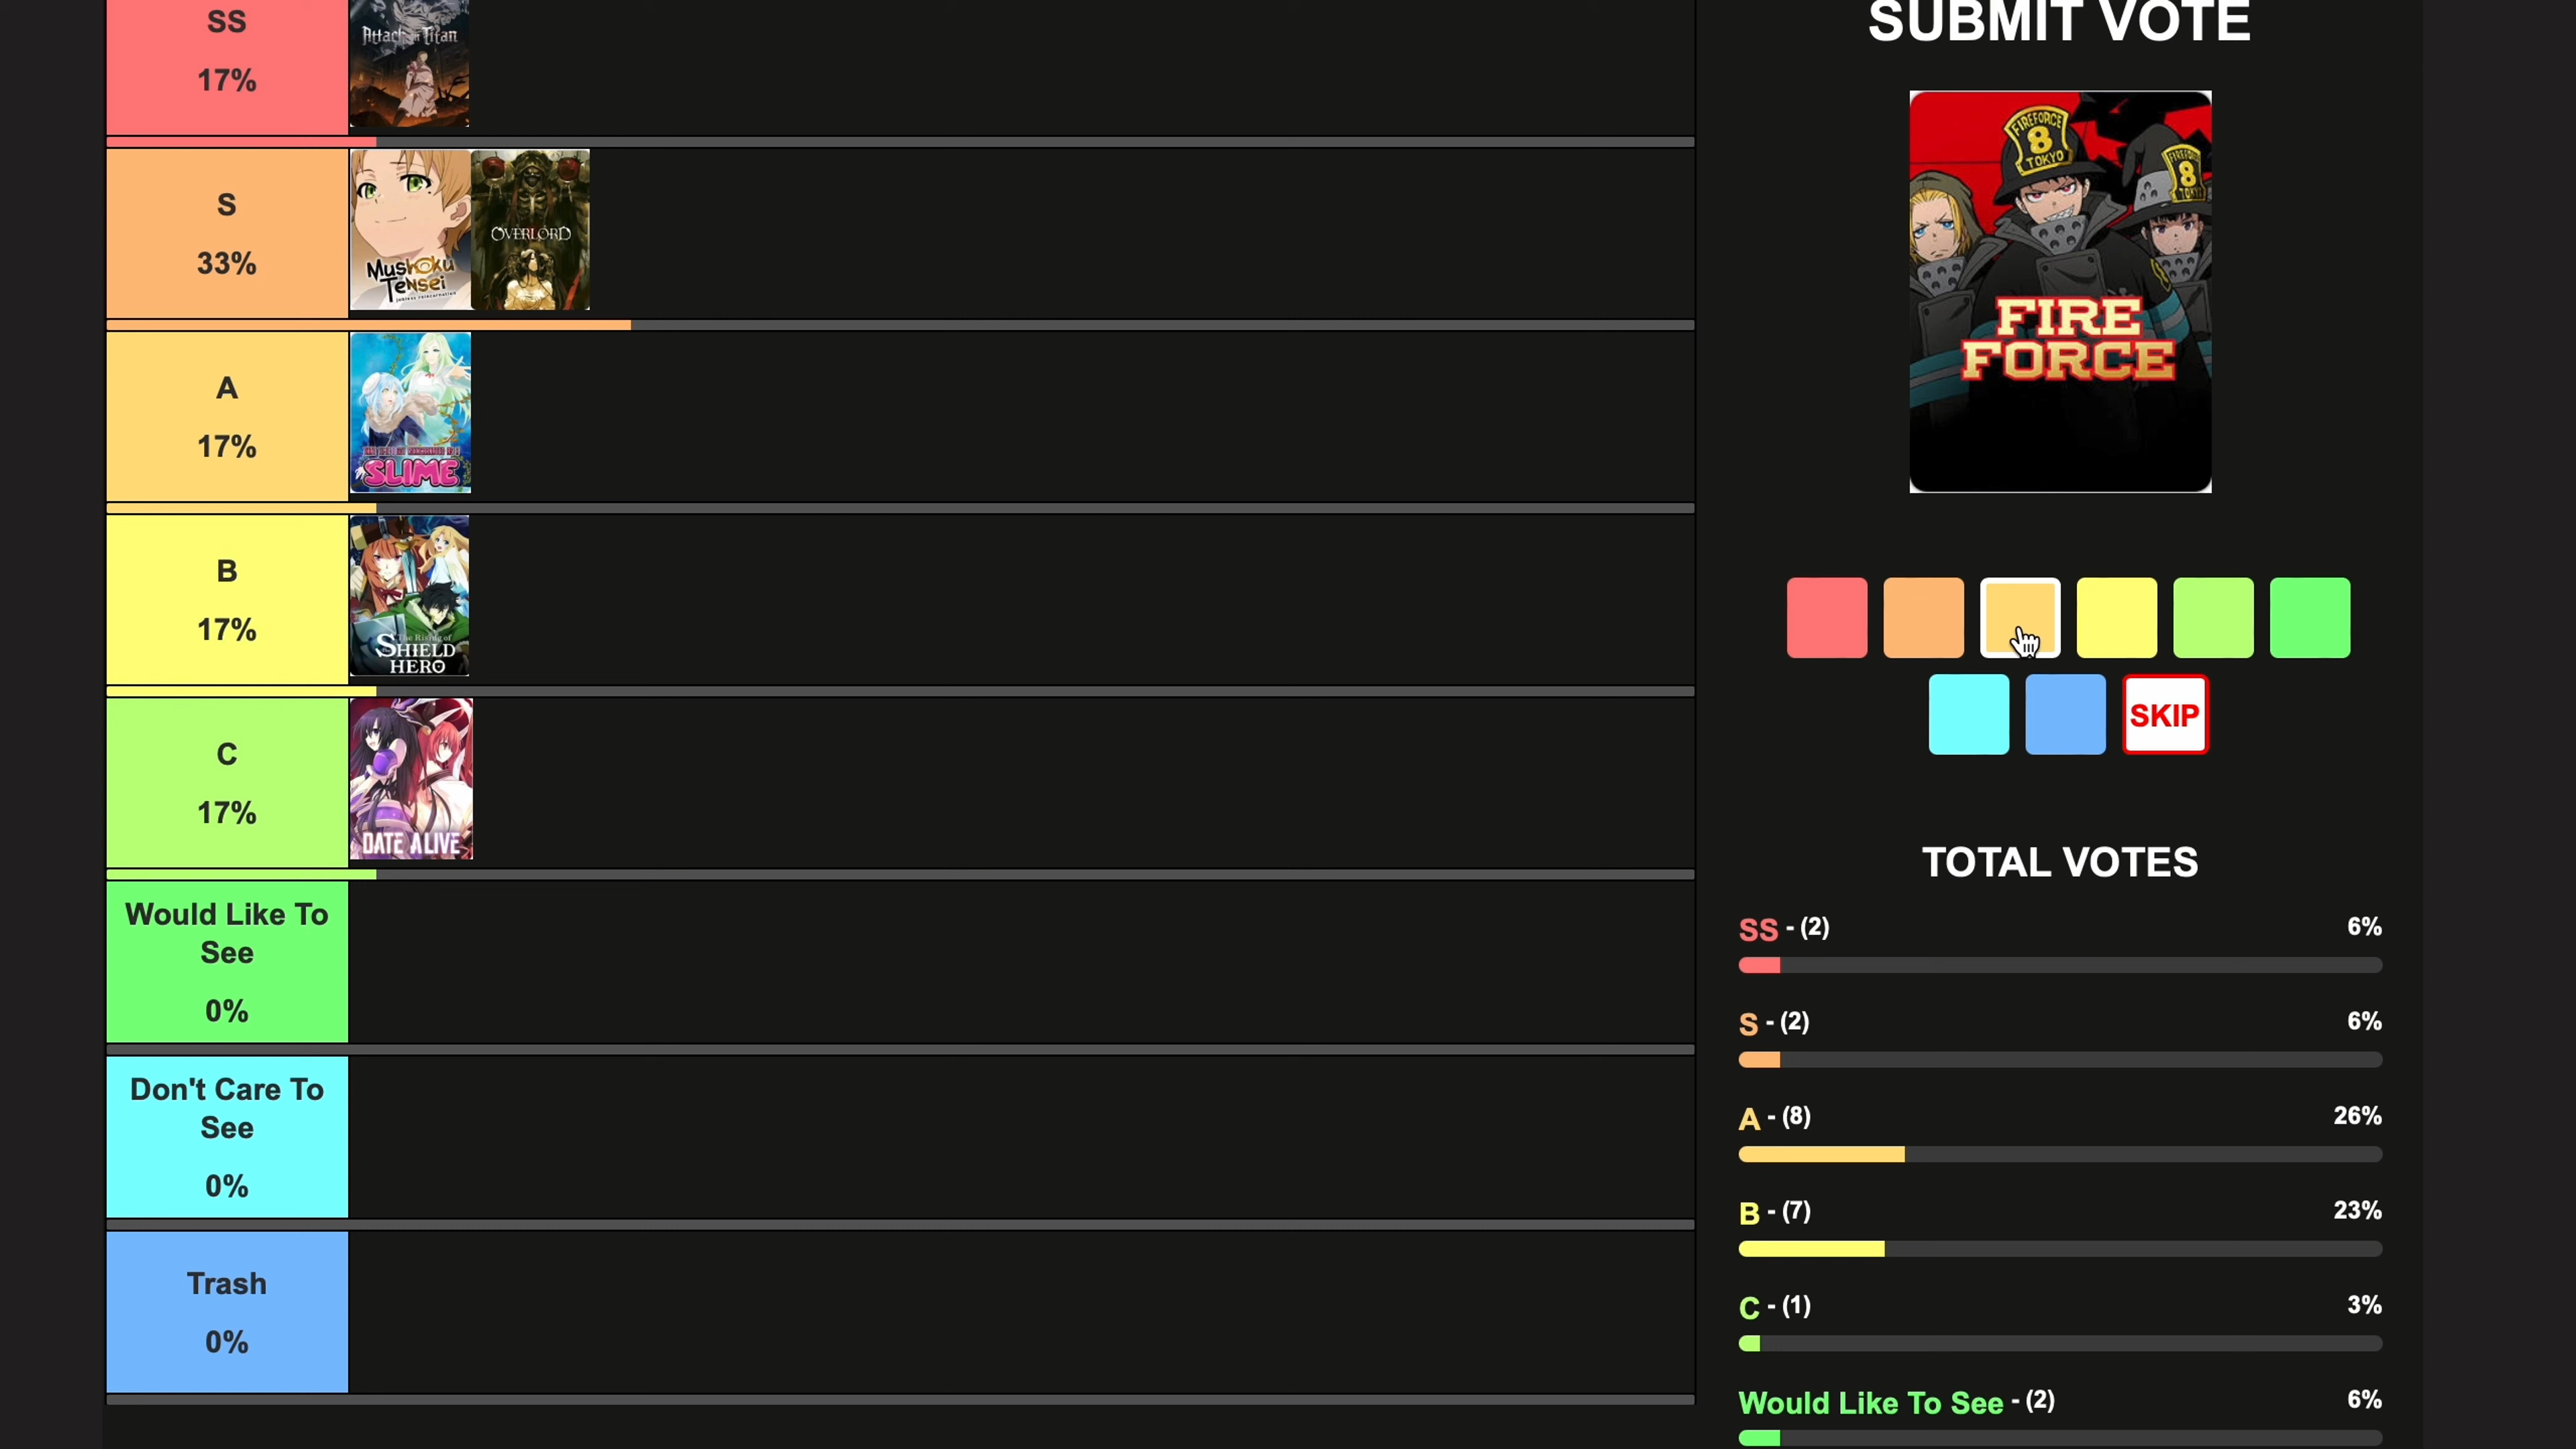 SS
17%
Attack on Titan
S
33%
Mushoku
Tensei
jobless reincarnation
OVERLORD
A
17%
SLIME
B
17%
The Rising of
SHIELD
HERO
C
17%
DATE A LIVE
Would Like To
See
0%
Don't Care To
See
0%
Trash
0%
SUBMIT VOTE
FIREFORCE
8
TOKYO
8
FIRE
FORCE
SKIP
TOTAL VOTES
SS - (2) 6%
S - (2) 6%
A - (8) 26%
B - (7) 23%
C - (1) 3%
Would Like To See - (2) 6%